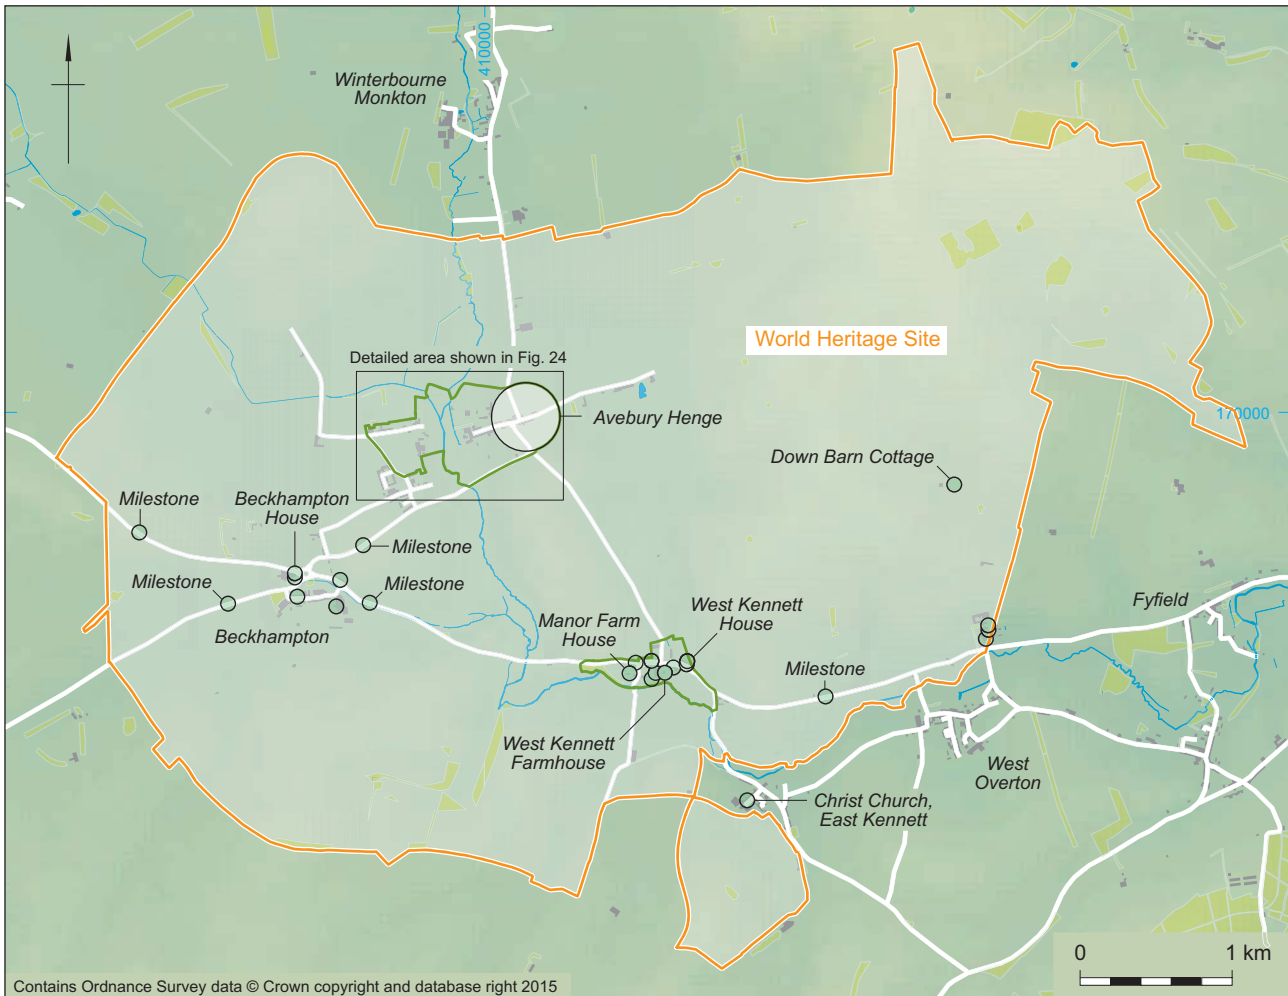 410000
Winterbourne
Monkton
World Heritage Site
Detailed area shown in Fig. 24
Avebury Henge
170000
Down Barn Cottage
Milestone
Beckhampton
House
Milestone
Milestone
Milestone
Beckhampton
Manor Farm
House
West Kennett
House
Fyfield
Milestone
West Kennett
Farmhouse
West
Overton
Christ Church,
East Kennett
0
1 km
Contains Ordnance Survey data © Crown copyright and database right 2015